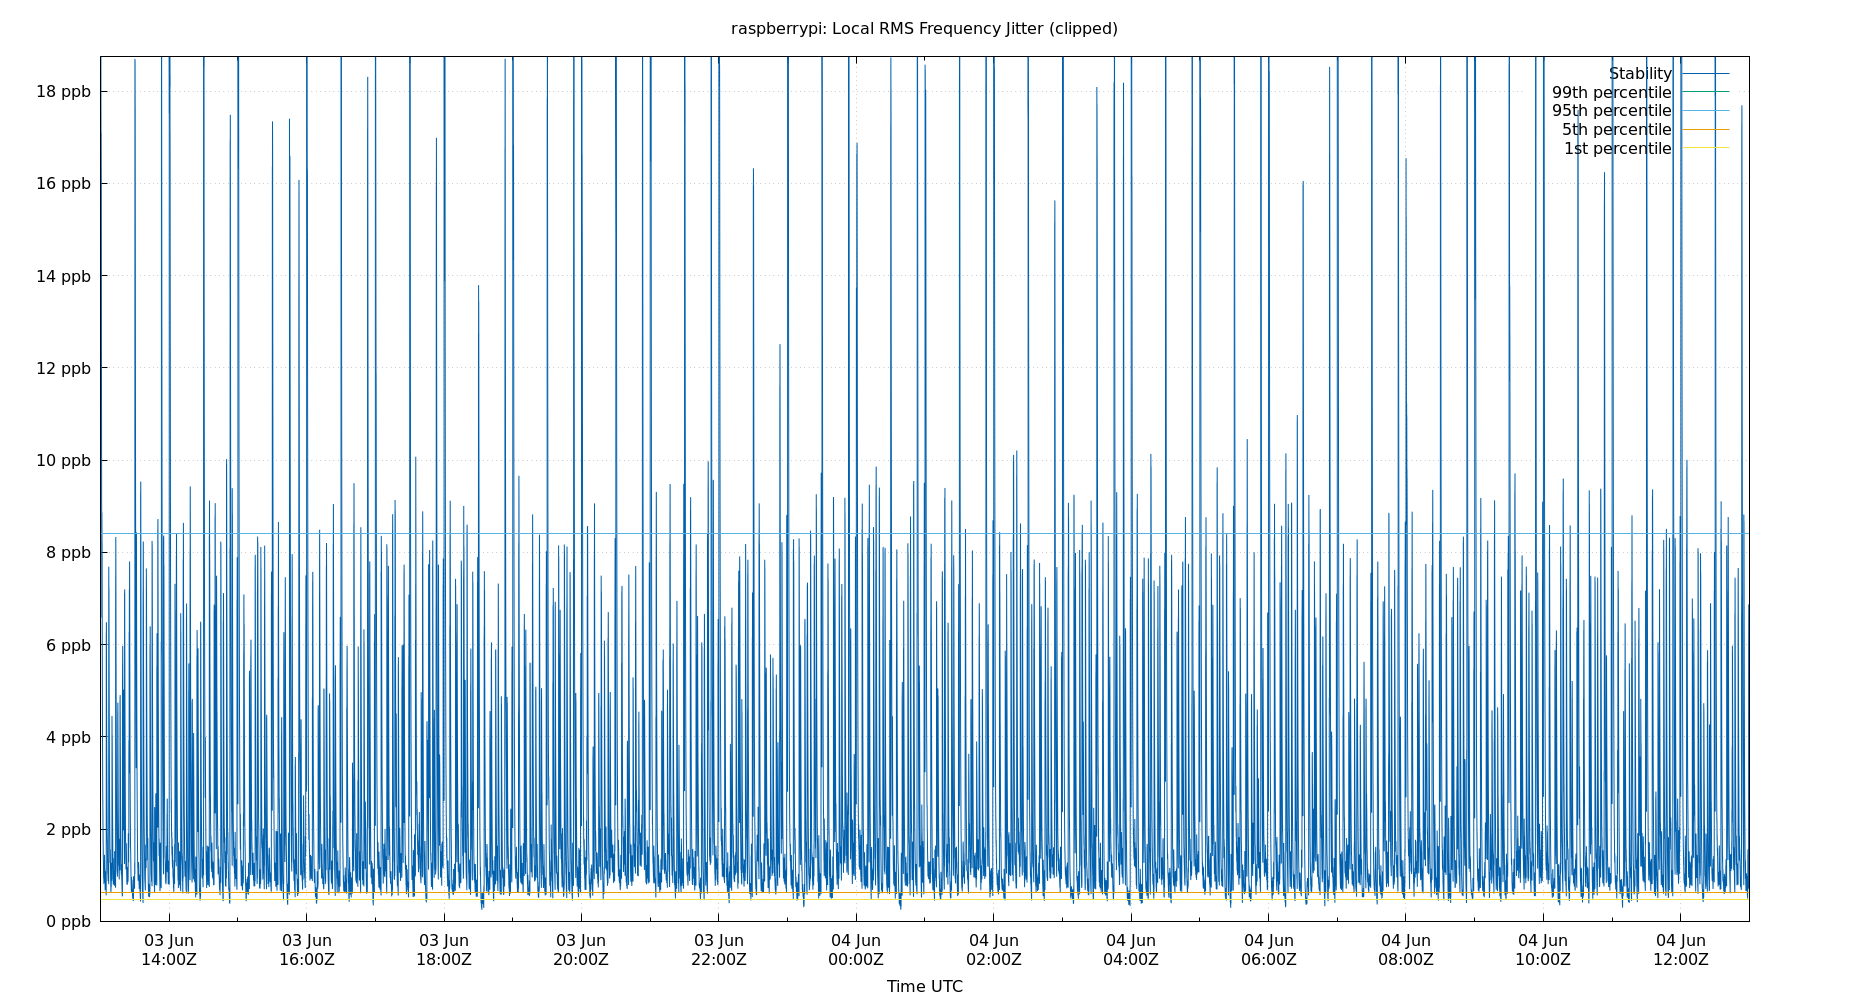 raspberrypi: Local RMS Frequency Jitter (clipped)
Stability
99th percentile
95th percentile
5th percentile
1st percentile
18 ppb
16 ppb
14 ppb
12 ppb
10 ppb
8 ppb
6 ppb
4 ppb
2 ppb
0 ppb
03 Jun 03 Jun 03 Jun 03 Jun 03 Jun 04 Jun 04 Jun 04 Jun 04 Jun 04 Jun 04 Jun 04 Jun
14:00Z 16:00Z 18:00Z 20:00Z 22:00Z 00:00Z 02:00Z 04:00Z 06:00Z 08:00Z 10:00Z 12:00Z
Time UTC